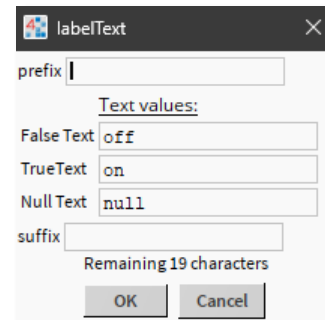 labelText
prefix
Text values:
False Text off
TrueText on
Null Text null
suffix
Remaining 19 characters
OK Cancel